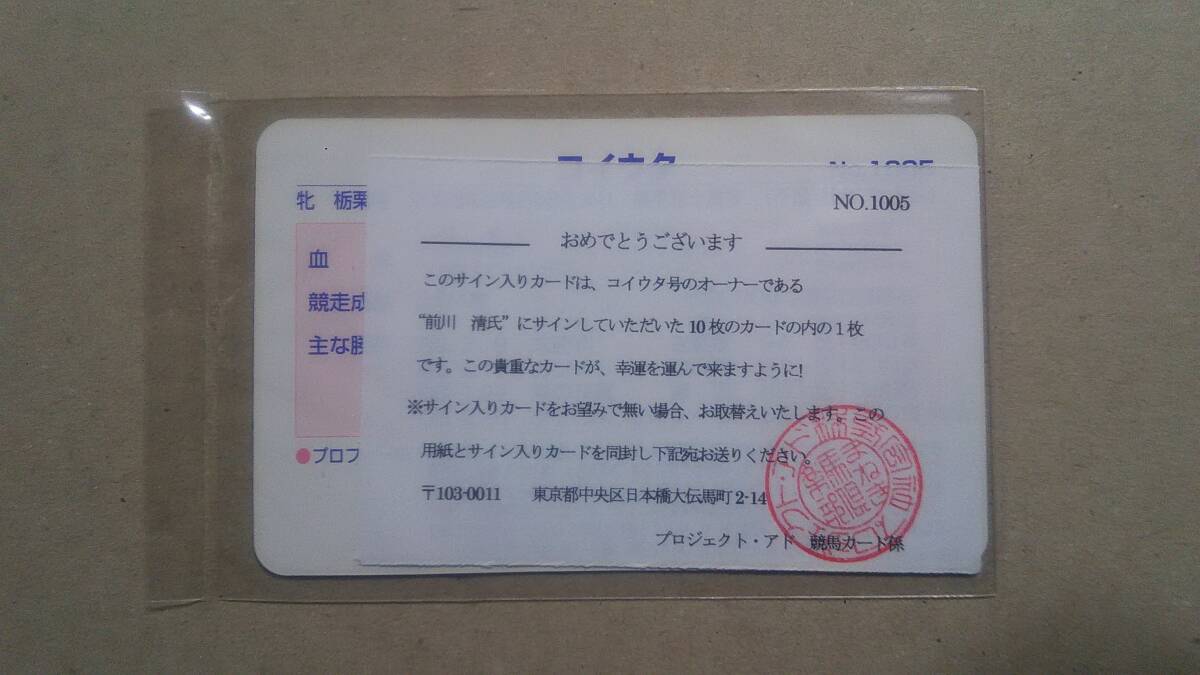 コイウタ
NO.1005
牝 栃栗
おめでとうございます
血
このサイン入りカードは、コイウタ号のオーナーである
競走成
“前川 清氏”にサインしていただいた10枚のカードの内の1枚
主な勝
です。この貴重なカードが、幸運を運んで来ますように!
※サイン入りカードをお望みで無い場合、お取替えいたします。この
●プロフ
用紙とサイン入りカードを同封し下記宛お送りください。
〒103-0011 東京都中央区日本橋大伝馬町2-14
プロジェクト・アド 競馬カード係